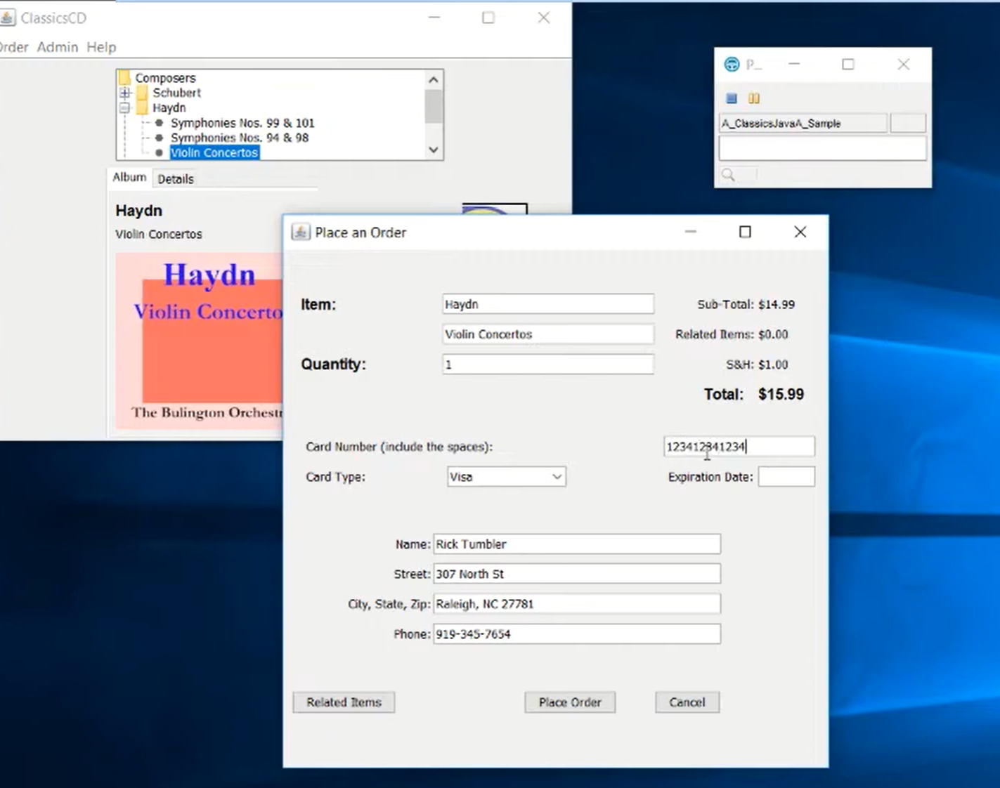 ClassicsCD
Order Admin Help
Composers
Schubert
Haydn
Symphonies Nos. 99 & 101
Symphonies Nos. 94 & 98
Violin Concertos
Album Details
Haydn
Violin Concertos
Haydn
Violin Concerto
The Bulington Orchestr
P_
A_ClassicsJavaA_Sample
Place an Order
Item: Haydn Sub-Total: $14.99
Violin Concertos Related Items: $0.00
Quantity: 1 S&H: $1.00
Total: $15.99
Card Number (include the spaces): 123412341234
Card Type: Visa Expiration Date:
Name: Rick Tumbler
Street: 307 North St
City, State, Zip: Raleigh, NC 27781
Phone: 919-345-7654
Related Items Place Order Cancel